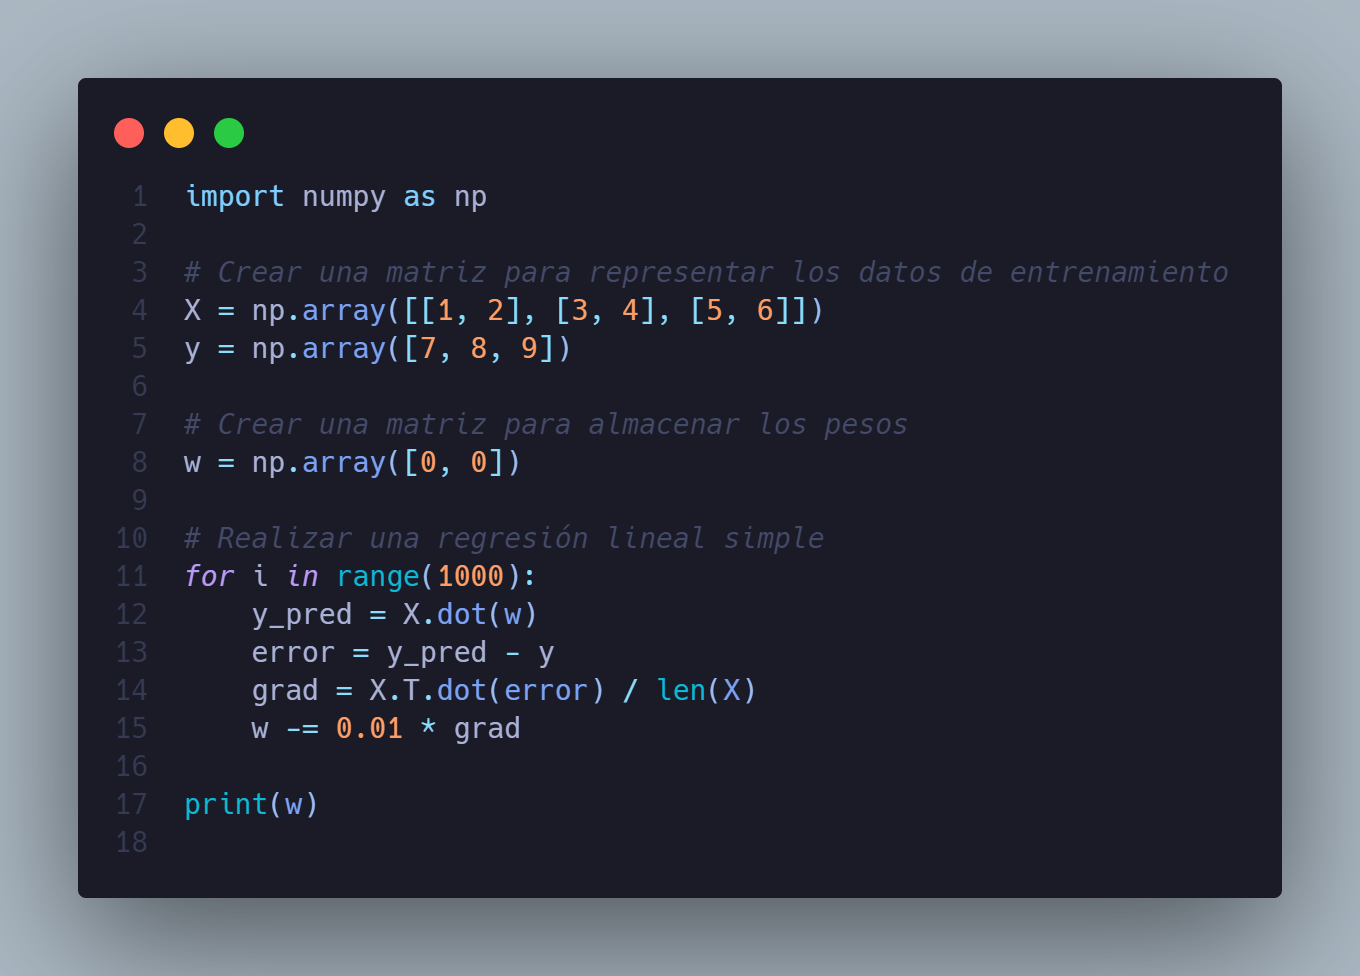 1 import numpy as np
2
3 # Crear una matriz para representar los datos de entrenamiento
4 X = np.array([[1, 2], [3, 4], [5, 6]])
5 y = np.array([7, 8, 9])
6
7 # Crear una matriz para almacenar los pesos
8 w = np.array([0, 0])
9
10 # Realizar una regresión lineal simple
11 for i in range(1000):
12     y_pred = X.dot(w)
13     error = y_pred - y
14     grad = X.T.dot(error) / len(X)
15     w -= 0.01 * grad
16
17 print(w)
18